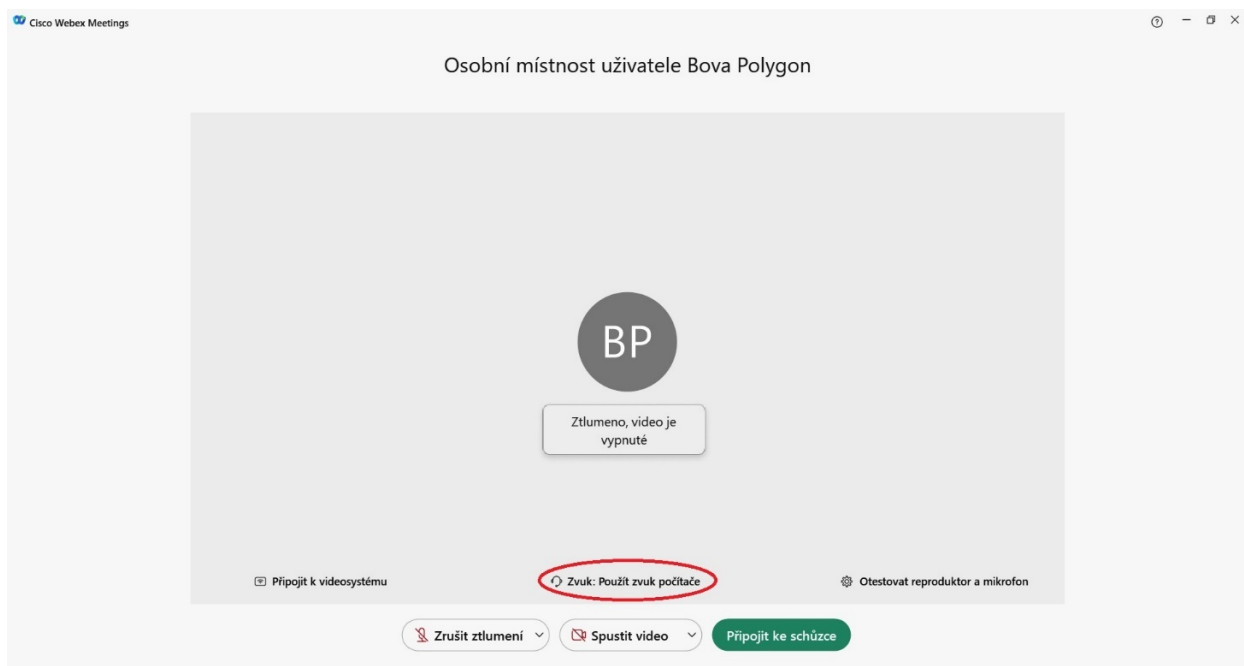 Cisco Webex Meetings
Osobní místnost uživatele Bova Polygon
BP
Ztlumeno, video je
vypnuté
Připojit k videosystému
Zvuk: Použít zvuk počítače
Otestovat reproduktor a mikrofon
Zrušit ztlumení
Spustit video
Připojit ke schůzce